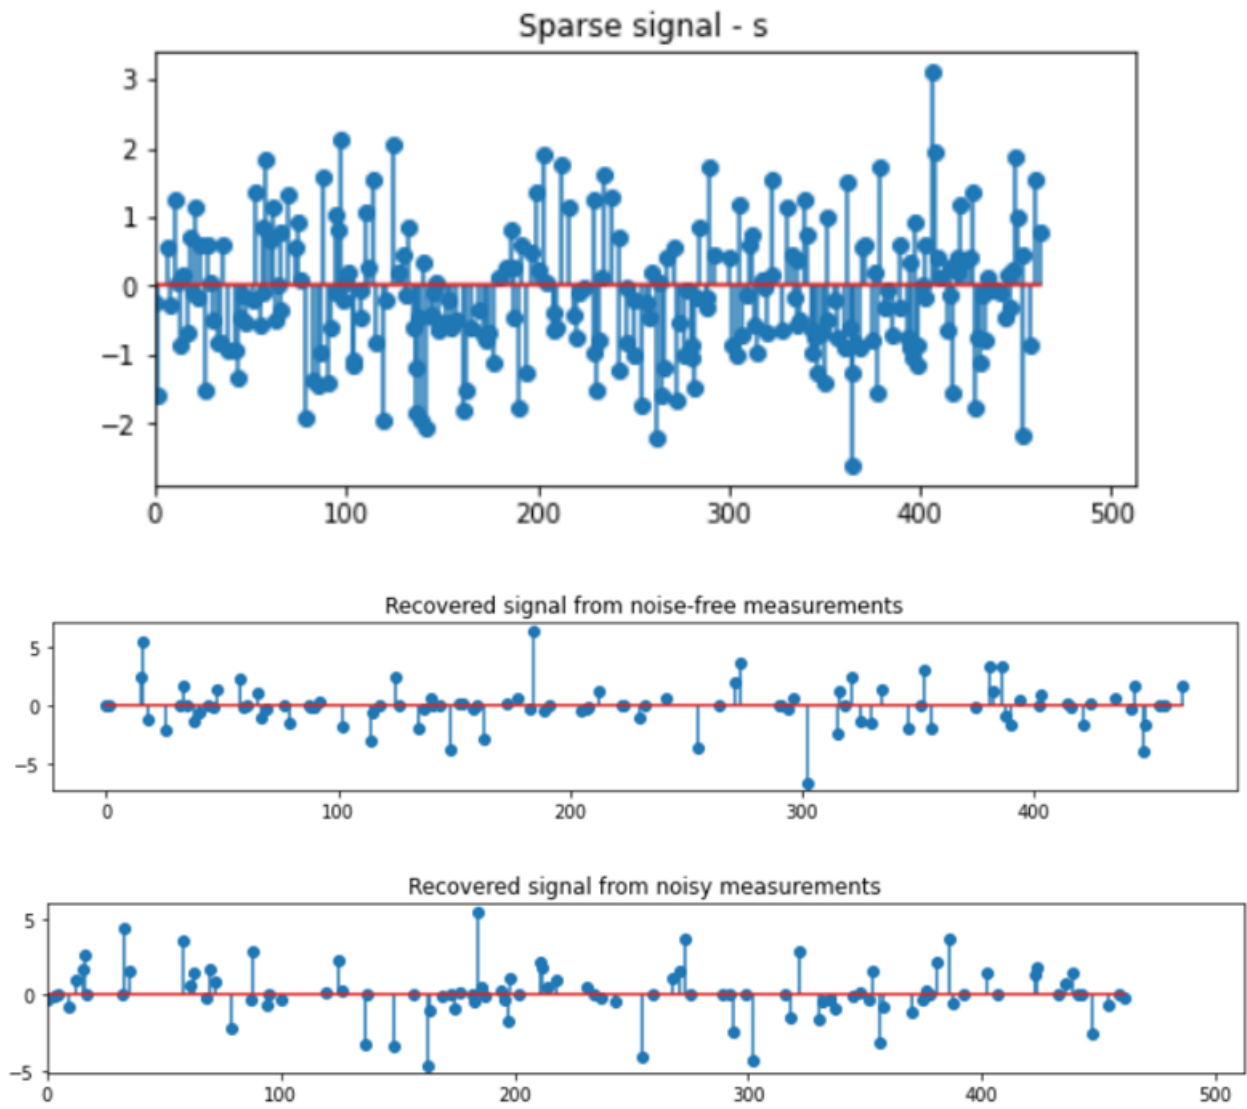 Sparse signal - s
3
2
1
0
−1
−2
0 100 200 300 400 500
Recovered signal from noise-free measurements
5
0
−5
0 100 200 300 400
Recovered signal from noisy measurements
5
0
−5
0 100 200 300 400 500